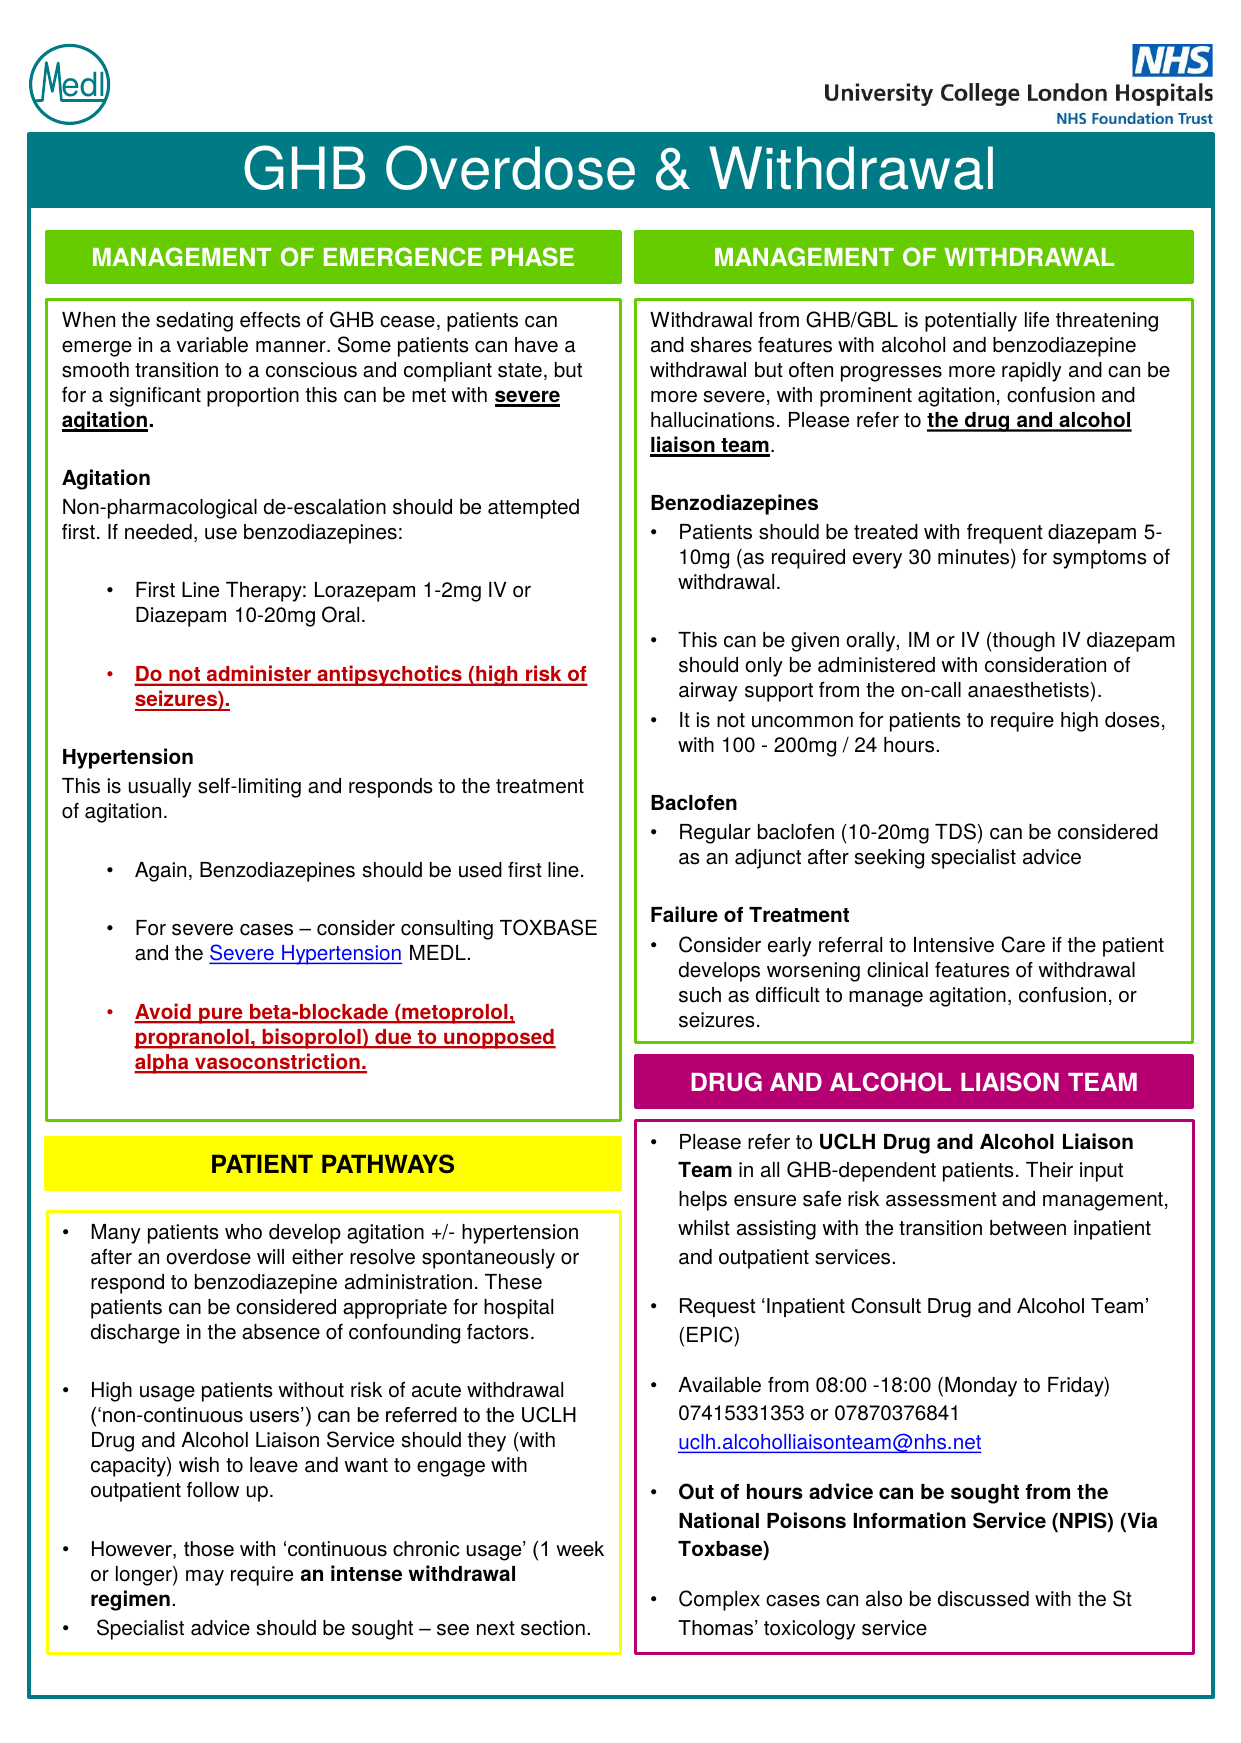 Medl
NHS
University College London Hospitals
NHS Foundation Trust
GHB Overdose & Withdrawal
MANAGEMENT OF EMERGENCE PHASE
When the sedating effects of GHB cease, patients can
emerge in a variable manner. Some patients can have a
smooth transition to a conscious and compliant state, but
for a significant proportion this can be met with severe
agitation.
Agitation
Non-pharmacological de-escalation should be attempted
first. If needed, use benzodiazepines:
• First Line Therapy: Lorazepam 1-2mg IV or
Diazepam 10-20mg Oral.
• Do not administer antipsychotics (high risk of
seizures).
Hypertension
This is usually self-limiting and responds to the treatment
of agitation.
• Again, Benzodiazepines should be used first line.
• For severe cases – consider consulting TOXBASE
and the Severe Hypertension MEDL.
• Avoid pure beta-blockade (metoprolol,
propranolol, bisoprolol) due to unopposed
alpha vasoconstriction.
PATIENT PATHWAYS
• Many patients who develop agitation +/- hypertension
after an overdose will either resolve spontaneously or
respond to benzodiazepine administration. These
patients can be considered appropriate for hospital
discharge in the absence of confounding factors.
• High usage patients without risk of acute withdrawal
(‘non-continuous users’) can be referred to the UCLH
Drug and Alcohol Liaison Service should they (with
capacity) wish to leave and want to engage with
outpatient follow up.
• However, those with ‘continuous chronic usage’ (1 week
or longer) may require an intense withdrawal
regimen.
• Specialist advice should be sought – see next section.
MANAGEMENT OF WITHDRAWAL
Withdrawal from GHB/GBL is potentially life threatening
and shares features with alcohol and benzodiazepine
withdrawal but often progresses more rapidly and can be
more severe, with prominent agitation, confusion and
hallucinations. Please refer to the drug and alcohol
liaison team.
Benzodiazepines
• Patients should be treated with frequent diazepam 5-
10mg (as required every 30 minutes) for symptoms of
withdrawal.
• This can be given orally, IM or IV (though IV diazepam
should only be administered with consideration of
airway support from the on-call anaesthetists).
• It is not uncommon for patients to require high doses,
with 100 - 200mg / 24 hours.
Baclofen
• Regular baclofen (10-20mg TDS) can be considered
as an adjunct after seeking specialist advice
Failure of Treatment
• Consider early referral to Intensive Care if the patient
develops worsening clinical features of withdrawal
such as difficult to manage agitation, confusion, or
seizures.
DRUG AND ALCOHOL LIAISON TEAM
• Please refer to UCLH Drug and Alcohol Liaison
Team in all GHB-dependent patients. Their input
helps ensure safe risk assessment and management,
whilst assisting with the transition between inpatient
and outpatient services.
• Request ‘Inpatient Consult Drug and Alcohol Team’
(EPIC)
• Available from 08:00 -18:00 (Monday to Friday)
07415331353 or 07870376841
uclh.alcoholliaisonteam@nhs.net
• Out of hours advice can be sought from the
National Poisons Information Service (NPIS) (Via
Toxbase)
• Complex cases can also be discussed with the St
Thomas’ toxicology service